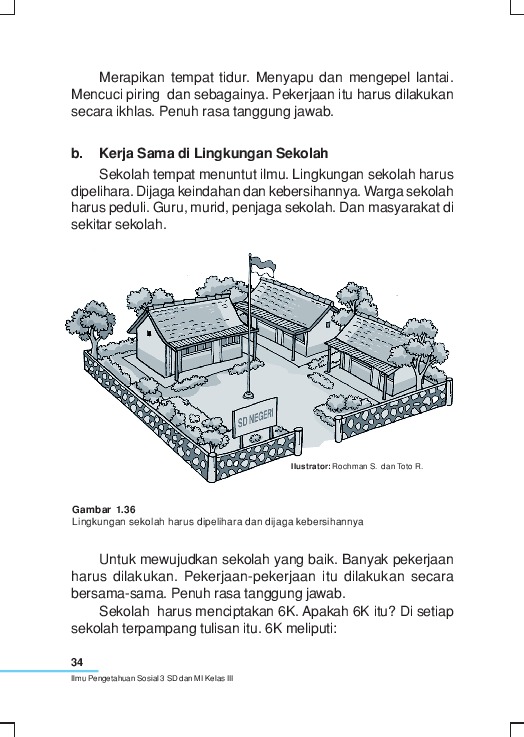 Merapikan tempat tidur. Menyapu dan mengepel lantai.
Mencuci piring dan sebagainya. Pekerjaan itu harus dilakukan
secara ikhlas. Penuh rasa tanggung jawab.
b. Kerja Sama di Lingkungan Sekolah
Sekolah tempat menuntut ilmu. Lingkungan sekolah harus
dipelihara. Dijaga keindahan dan kebersihannya. Warga sekolah
harus peduli. Guru, murid, penjaga sekolah. Dan masyarakat di
sekitar sekolah.
SD NEGERI
Ilustrator: Rochman S. dan Toto R.
Gambar 1.36
Lingkungan sekolah harus dipelihara dan dijaga kebersihannya
Untuk mewujudkan sekolah yang baik. Banyak pekerjaan
harus dilakukan. Pekerjaan-pekerjaan itu dilakukan secara
bersama-sama. Penuh rasa tanggung jawab.
Sekolah harus menciptakan 6K. Apakah 6K itu? Di setiap
sekolah terpampang tulisan itu. 6K meliputi:
34
Ilmu Pengetahuan Sosial 3 SD dan MI Kelas III